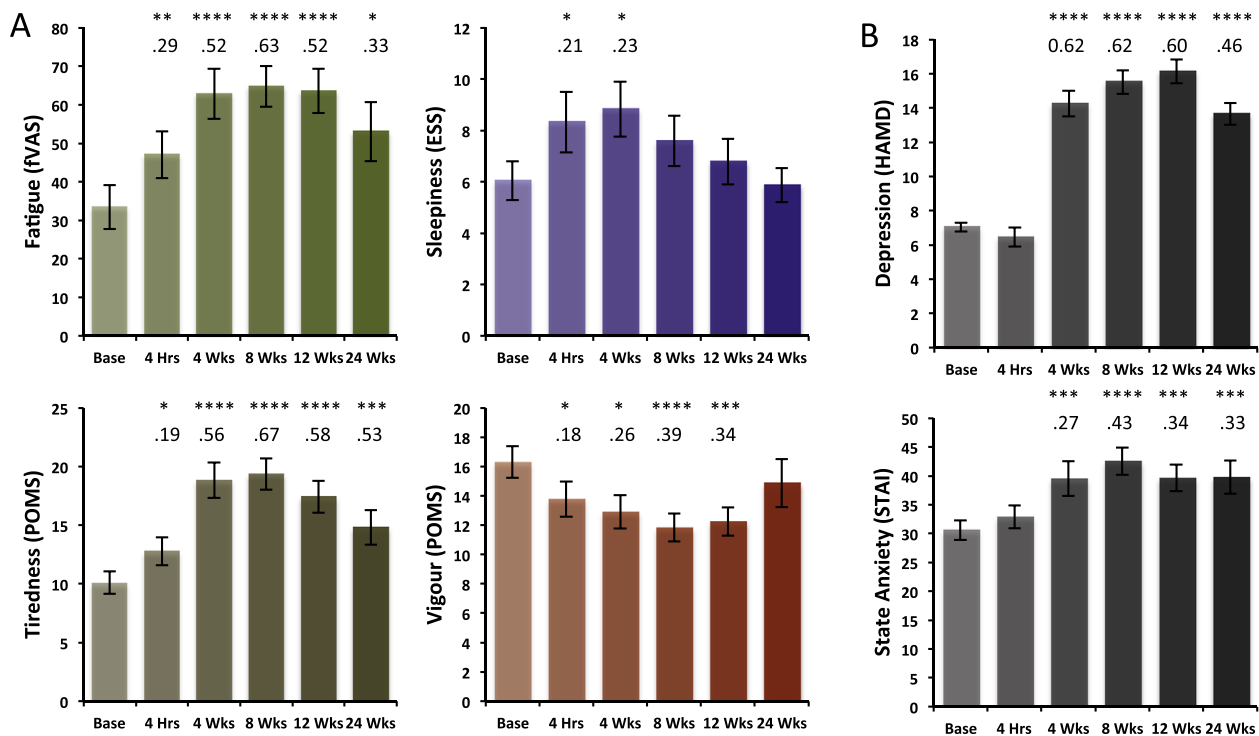 A
** **** **** **** *
.29 .52 .63 .52 .33
Fatigue (fVAS)
80
70
60
50
40
30
20
10
0
Base 4 Hrs 4 Wks 8 Wks 12 Wks 24 Wks
* *
.21 .23
Sleepiness (ESS)
12
10
8
6
4
2
0
Base 4 Hrs 4 Wks 8 Wks 12 Wks 24 Wks
* **** **** **** ***
.19 .56 .67 .58 .53
Tiredness (POMS)
25
20
15
10
5
0
Base 4 Hrs 4 Wks 8 Wks 12 Wks 24 Wks
* * **** ***
.18 .26 .39 .34
Vigour (POMS)
20
18
16
14
12
10
8
6
4
2
0
Base 4 Hrs 4 Wks 8 Wks 12 Wks 24 Wks
B
**** **** **** ****
0.62 .62 .60 .46
Depression (HAMD)
18
16
14
12
10
8
6
4
2
0
Base 4 Hrs 4 Wks 8 Wks 12 Wks 24 Wks
*** **** *** ***
.27 .43 .34 .33
State Anxiety (STAI)
50
45
40
35
30
25
20
15
10
5
0
Base 4 Hrs 4 Wks 8 Wks 12 Wks 24 Wks